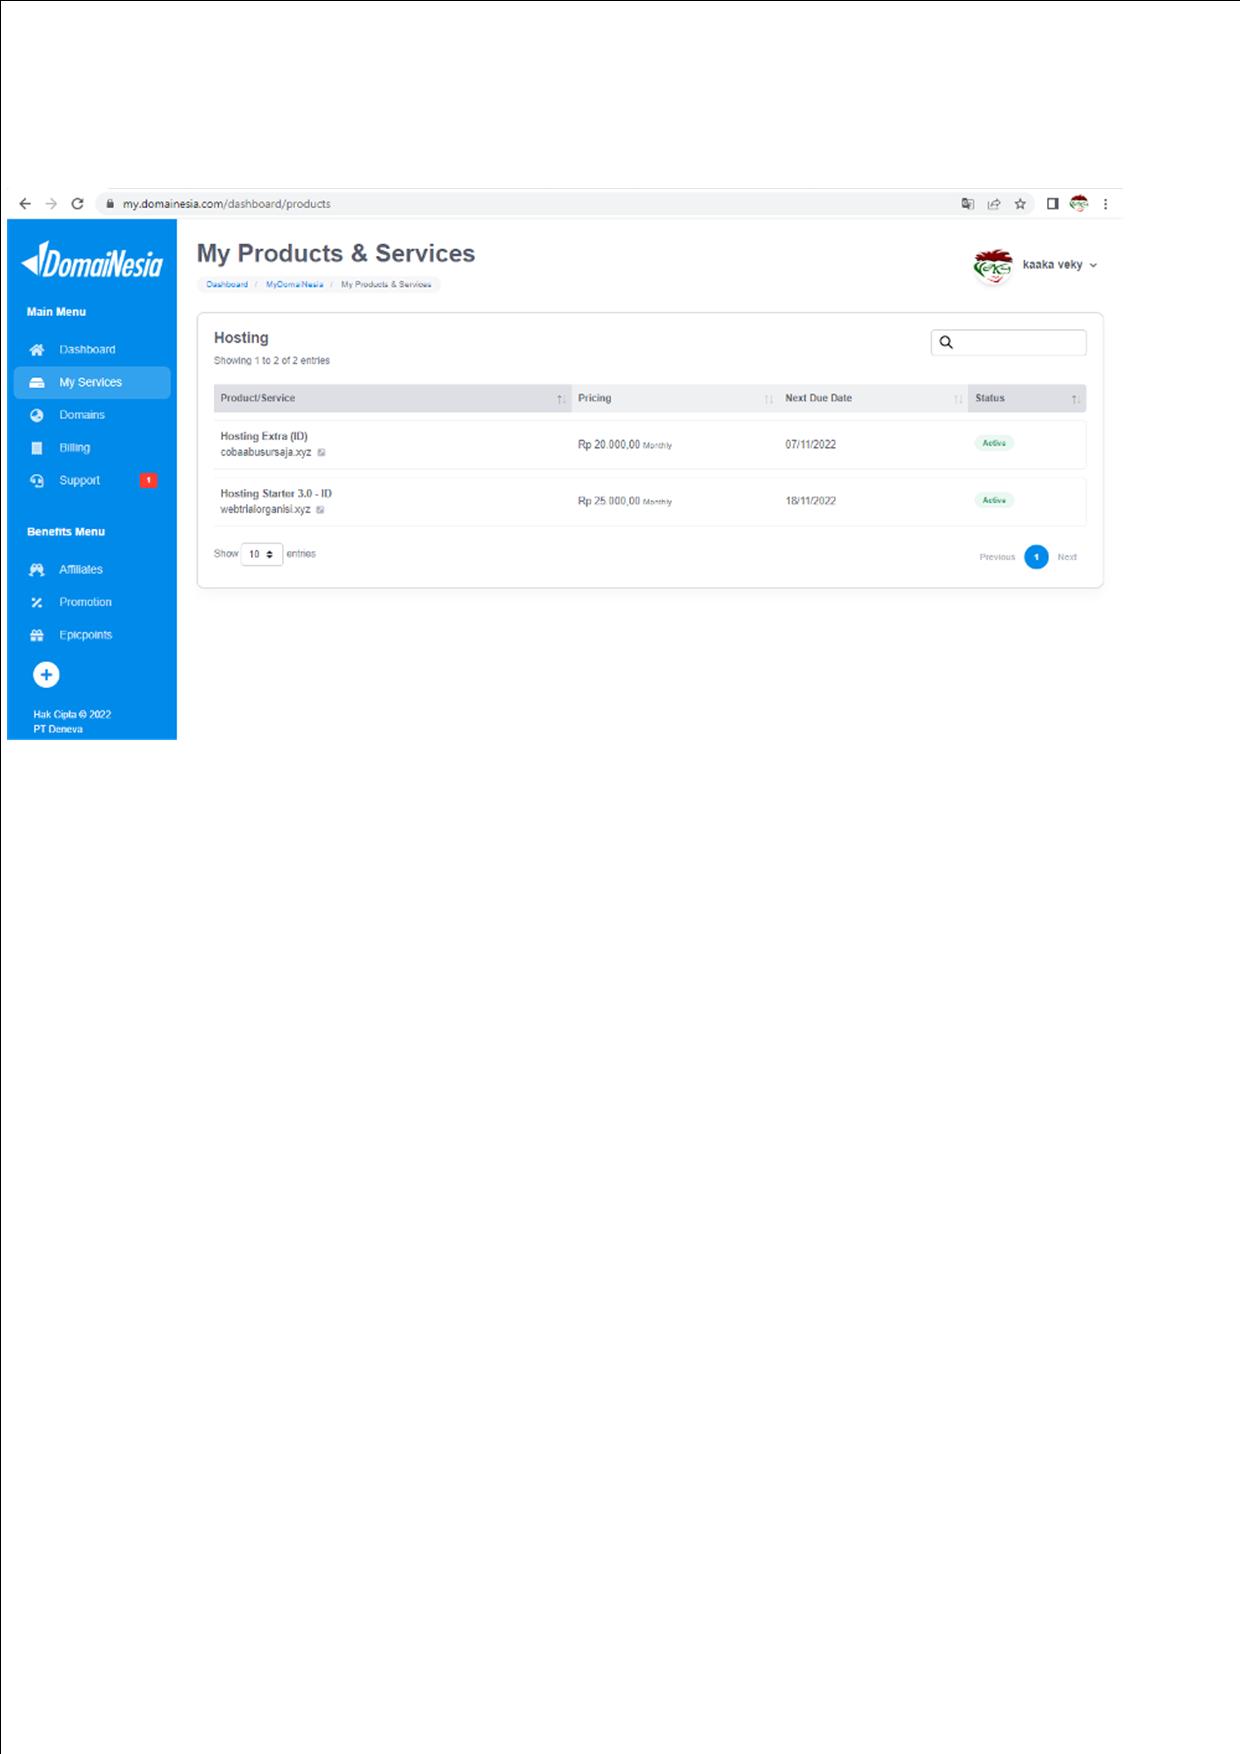 my.domainesia.com/dashboard/products
DomaiNesia
My Products & Services
kaaka veky
Dashboard / MyDomaiNesia / My Products & Services
Main Menu
Dashboard
My Services
Domains
Billing
Support 1
Benefits Menu
Affiliates
Promotion
Epicpoints
Hak Cipta © 2022
PT Deneva
Hosting
Showing 1 to 2 of 2 entries
Product/Service Pricing Next Due Date Status
Hosting Extra (ID)
cobaabusursaja.xyz
Rp 20.000,00 Monthly 07/11/2022 Active
Hosting Starter 3.0 - ID
webtrialorganisi.xyz
Rp 25.000,00 Monthly 18/11/2022 Active
Show 10 entries
Previous 1 Next